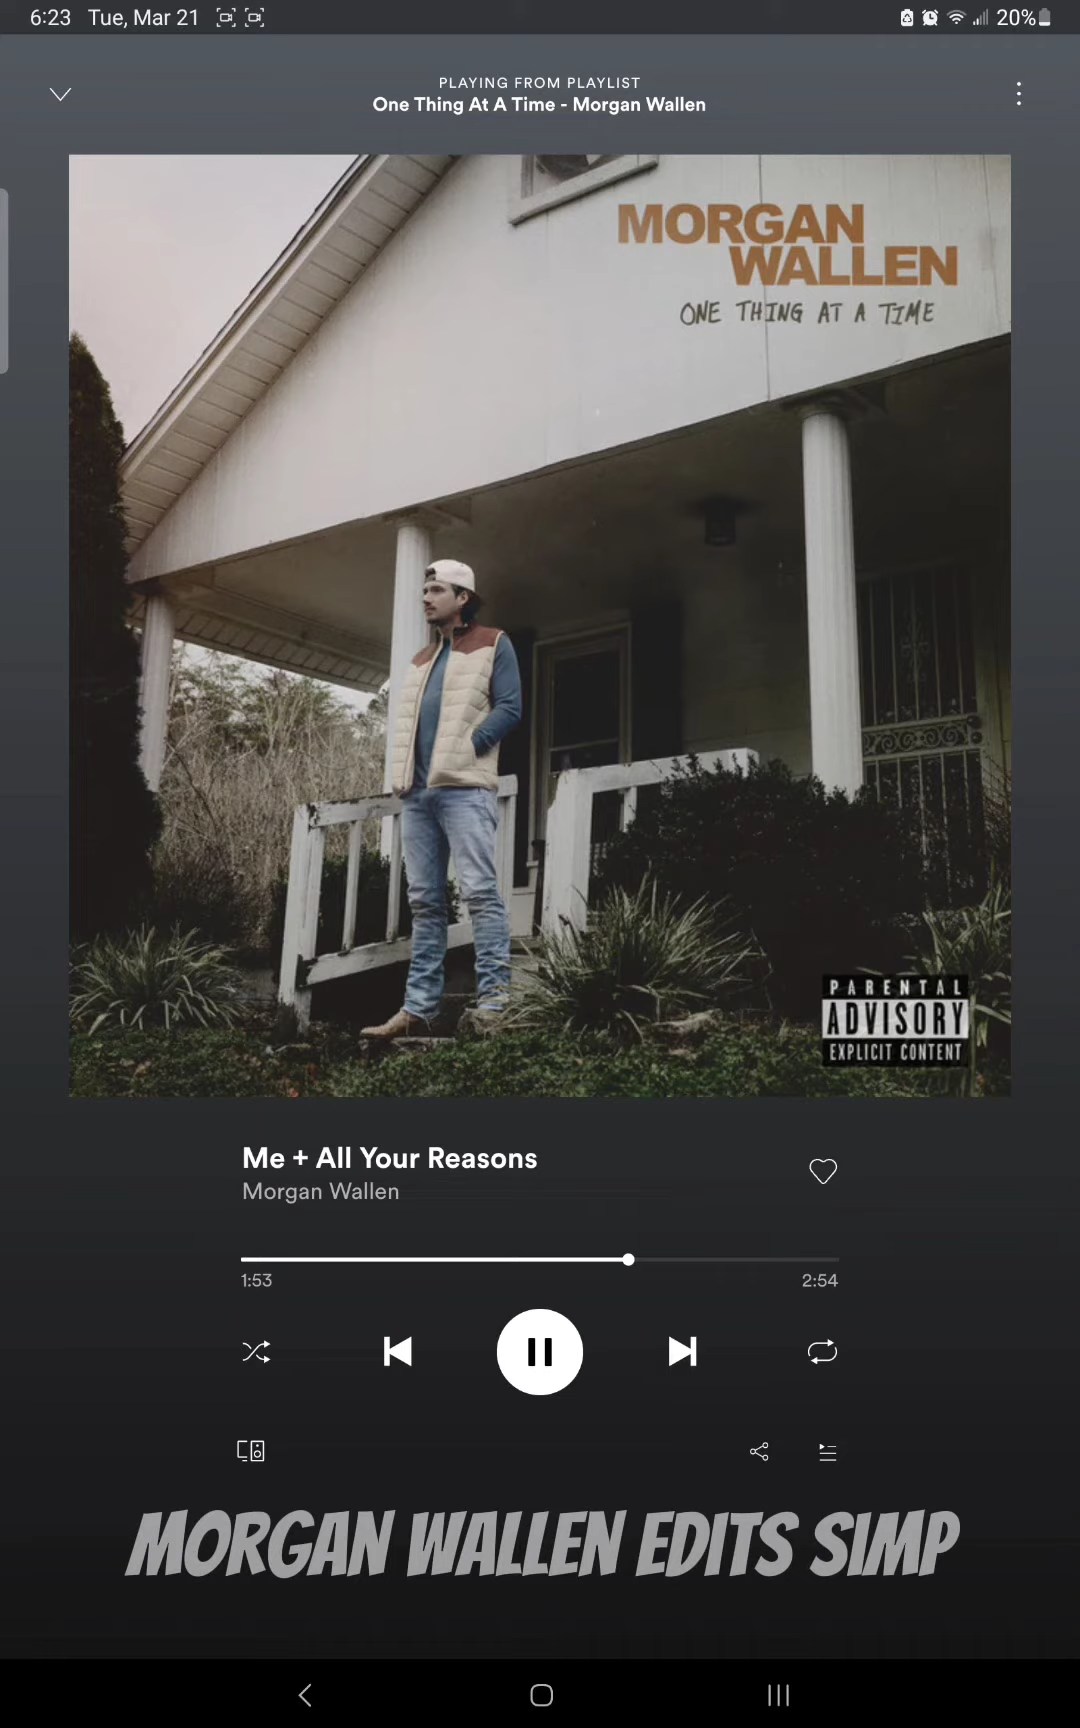 6:23 Tue, Mar 21 20%
PLAYING FROM PLAYLIST
One Thing At A Time - Morgan Wallen
MORGAN
WALLEN
ONE THING AT A TIME
PARENTAL
ADVISORY
EXPLICIT CONTENT
Me + All Your Reasons
Morgan Wallen
1:53 2:54
MORGAN WALLEN EDITS SIMP